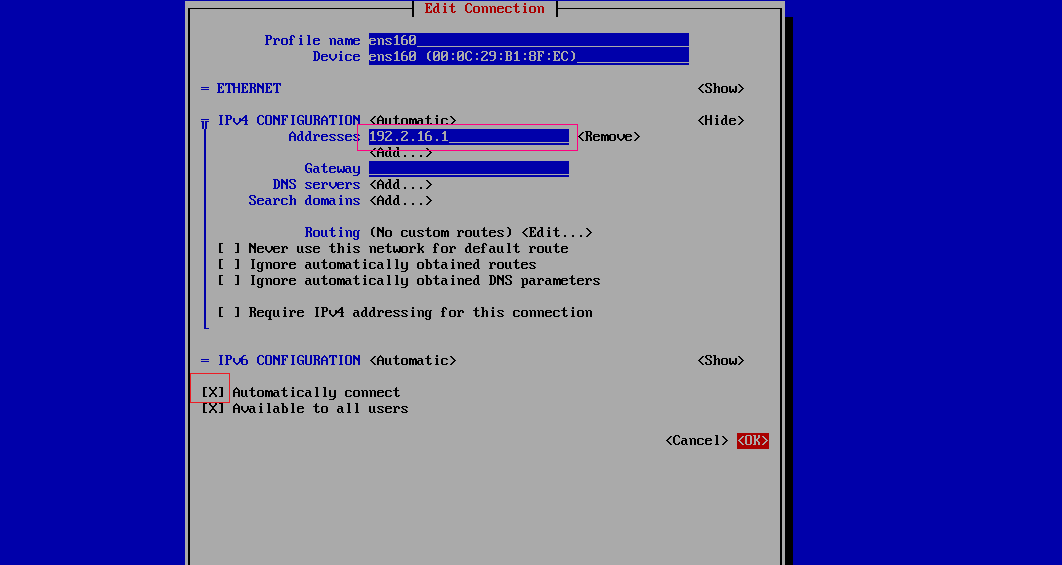 Edit Connection
Profile name ens160
Device ens160 (00:0C:29:B1:8F:EC)
= ETHERNET <Show>
= IPv4 CONFIGURATION <Automatic> <Hide>
Addresses 192.2.16.1 <Remove>
<Add...>
Gateway
DNS servers <Add...>
Search domains <Add...>
Routing (No custom routes) <Edit...>
[ ] Never use this network for default route
[ ] Ignore automatically obtained routes
[ ] Ignore automatically obtained DNS parameters
[ ] Require IPv4 addressing for this connection
= IPv6 CONFIGURATION <Automatic> <Show>
[X] Automatically connect
[X] Available to all users
<Cancel> <OK>